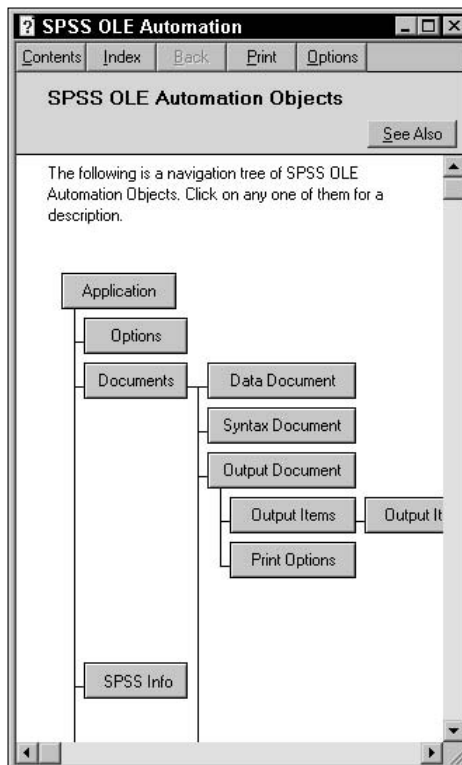 SPSS OLE Automation
Contents Index Back Print Options
SPSS OLE Automation Objects
See Also
The following is a navigation tree of SPSS OLE
Automation Objects. Click on any one of them for a
description.
Application
Options
Documents Data Document
Syntax Document
Output Document
Output Items Output It
Print Options
SPSS Info